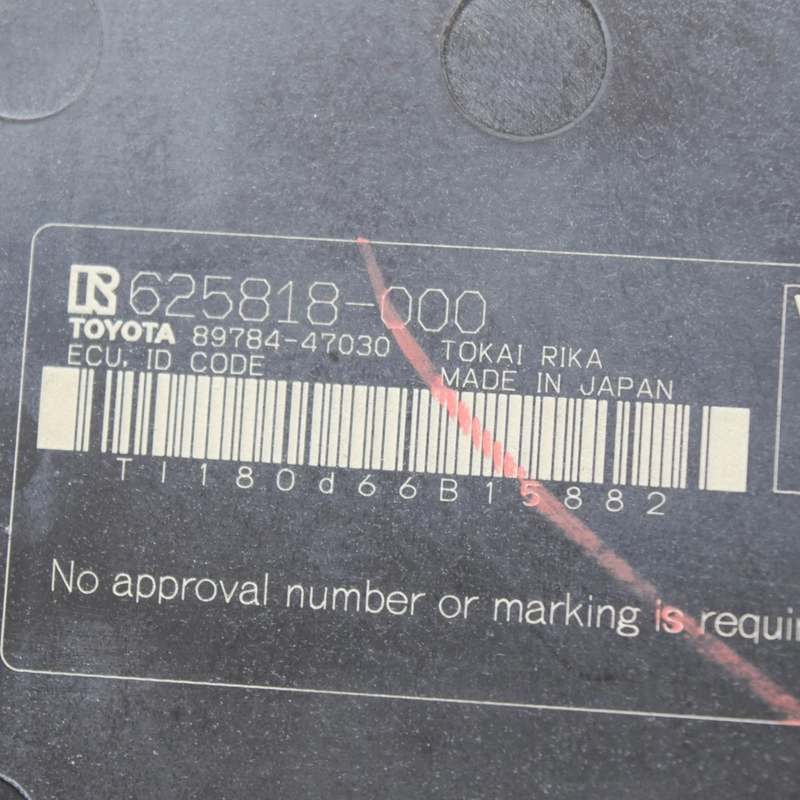 625818-000
TOYOTA 89784-47030
TOKAI RIKA
ECU, ID CODE
MADE IN JAPAN
TI180d66B15882
No approval number or marking is